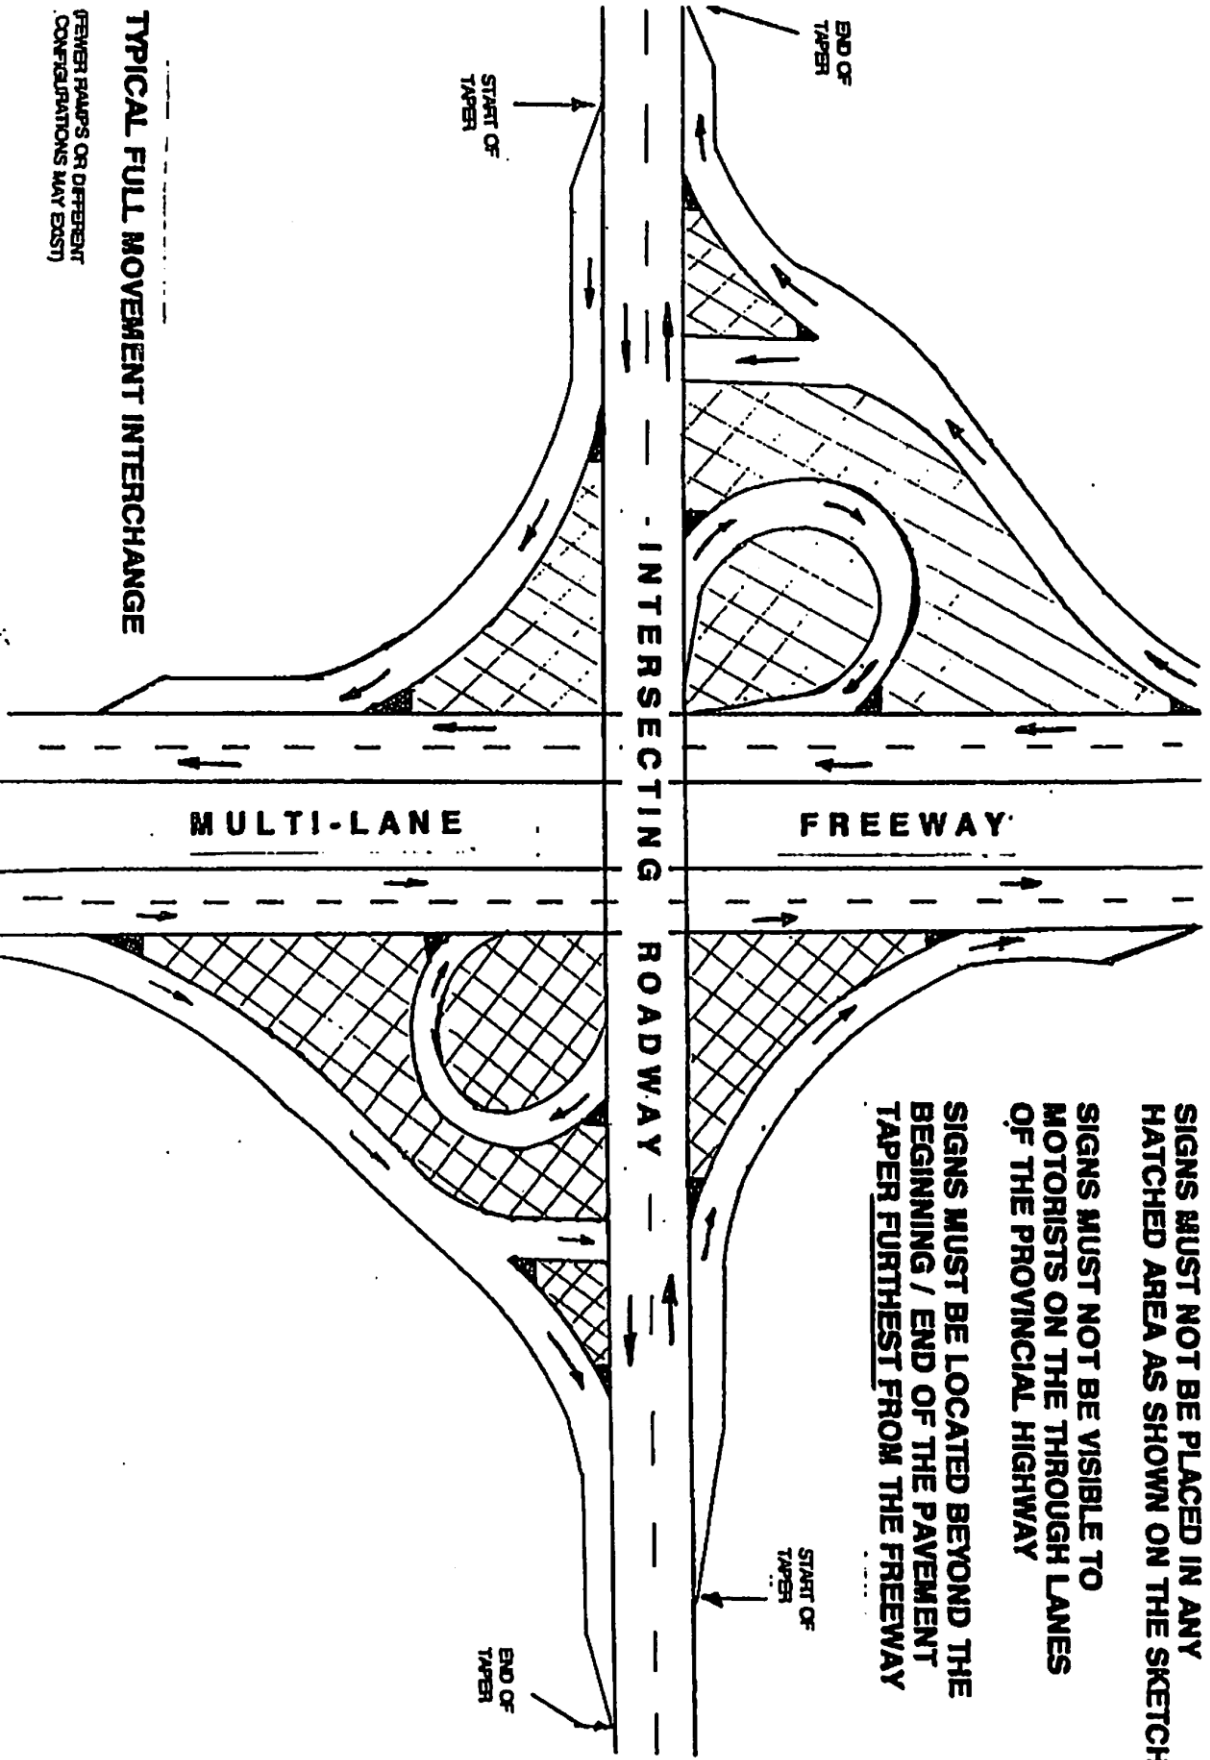 SIGNS MUST NOT BE PLACED IN ANY
HATCHED AREA AS SHOWN ON THE SKETCH
SIGNS MUST NOT BE VISIBLE TO
MOTORISTS ON THE THROUGH LANES
OF THE PROVINCIAL HIGHWAY
SIGNS MUST BE LOCATED BEYOND THE
BEGINNING / END OF THE PAVEMENT
TAPER FURTHEST FROM THE FREEWAY
END OF
TAPER
START OF
TAPER
FREEWAY
INTERSECTING ROADWAY
MULTI-LANE
START OF
TAPER
END OF
TAPER
TYPICAL FULL MOVEMENT INTERCHANGE
(FEWER RAMPS OR DIFFERENT
CONFIGURATIONS MAY EXIST)